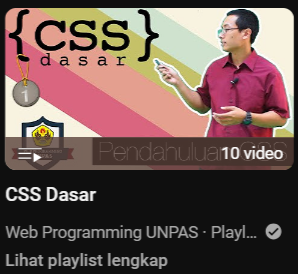 {CSS}
dasar
1
Pendahuluan CSS
10 video
CSS Dasar
Web Programming UNPAS · Playl...
Lihat playlist lengkap